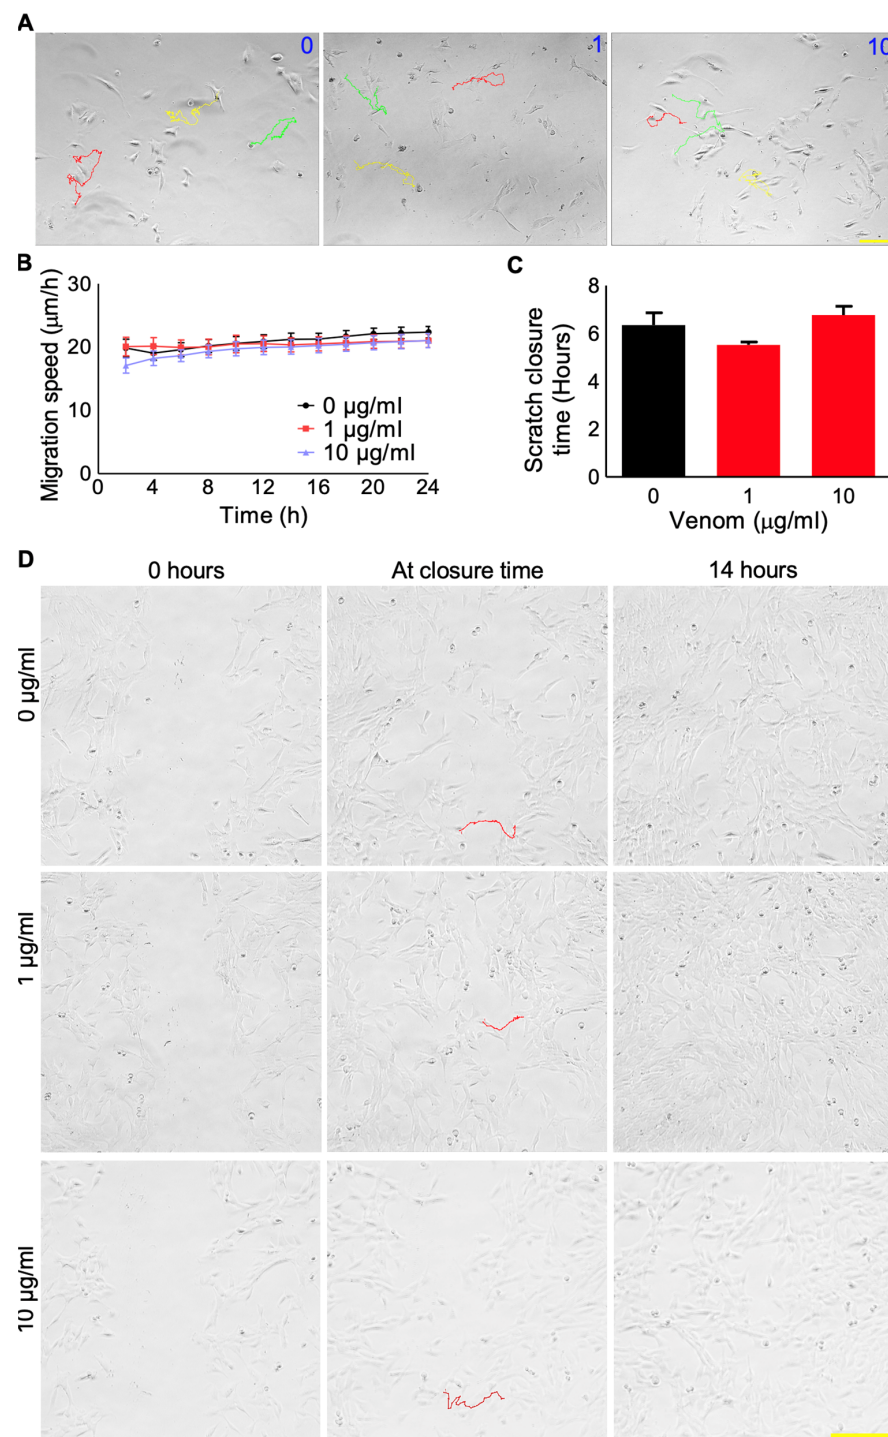 A
0
1
10
B
Migration speed (µm/h)
30
20
10
0
0 µg/ml
1 µg/ml
10 µg/ml
0 4 8 12 16 20 24
Time (h)
C
Scratch closure
time (Hours)
8
6
4
2
0
0 1 10
Venom (µg/ml)
D
0 hours At closure time 14 hours
0 µg/ml
1 µg/ml
10 µg/ml